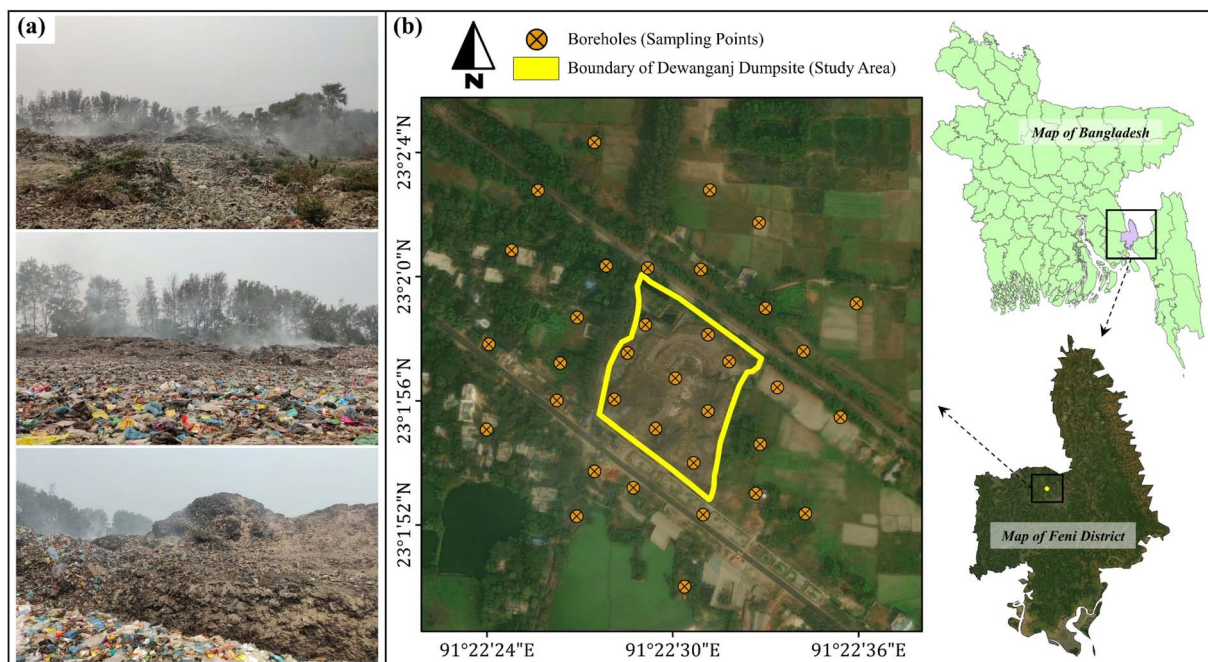 (a)
(b)
N
Boreholes (Sampling Points)
Boundary of Dewanganj Dumpsite (Study Area)
23°2'4"N
23°2'0"N
23°1'56"N
23°1'52"N
91°22'24"E
91°22'30"E
91°22'36"E
Map of Bangladesh
Map of Feni District